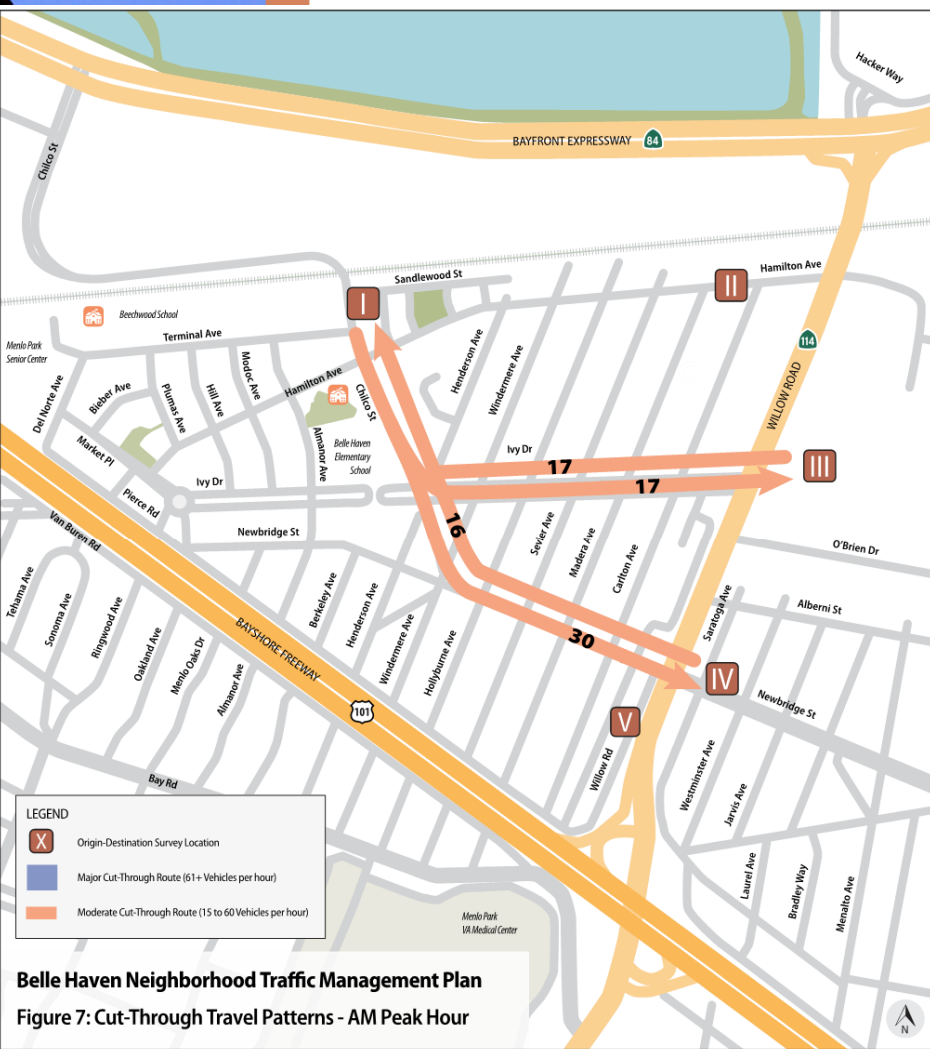 Hacker Way
Chilco St
BAYFRONT EXPRESSWAY
84
Sandlewood St
Hamilton Ave
I
II
Beechwood School
Terminal Ave
Menlo Park
Senior Center
114
WILLOW ROAD
Del Norte Ave
Bieber Ave
Plumas Ave
Hill Ave
Modoc Ave
Hamilton Ave
Chilco St
Henderson Ave
Windermere Ave
Almanor Ave
Belle Haven
Elementary
School
Market Pl
Ivy Dr
17
III
17
Pierce Rd
Ivy Dr
Van Buren Rd
Newbridge St
16
Sevier Ave
Madera Ave
Carlton Ave
O'Brien Dr
Tehama Ave
Sonoma Ave
Ringwood Ave
Oakland Ave
Menlo Oaks Dr
Almanor Ave
BAYSHORE FREEWAY
Berkeley Ave
Henderson Ave
Windermere Ave
Hollyburne Ave
Saratoga Ave
Alberni St
30
IV
Newbridge St
101
V
Willow Rd
Westminster Ave
Jarvis Ave
Bay Rd
LEGEND
X
Origin-Destination Survey Location
Major Cut-Through Route (61+ Vehicles per hour)
Moderate Cut-Through Route (15 to 60 Vehicles per hour)
Laurel Ave
Bradley Way
Menalto Ave
Menlo Park
VA Medical Center
Belle Haven Neighborhood Traffic Management Plan
Figure 7: Cut-Through Travel Patterns - AM Peak Hour
N